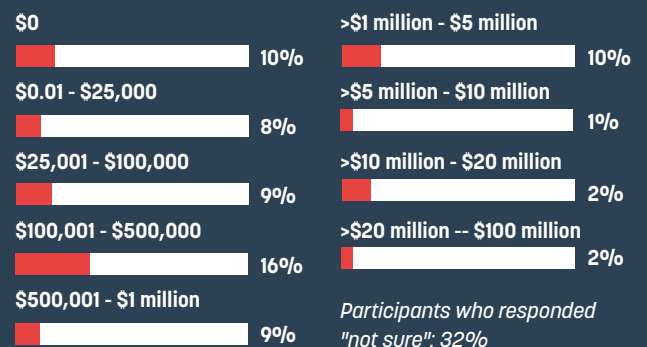 $0
10%
$0.01 - $25,000
8%
$25,001 - $100,000
9%
$100,001 - $500,000
16%
$500,001 - $1 million
9%
>$1 million - $5 million
10%
>$5 million - $10 million
1%
>$10 million - $20 million
2%
>$20 million -- $100 million
2%
Participants who responded
"not sure": 32%